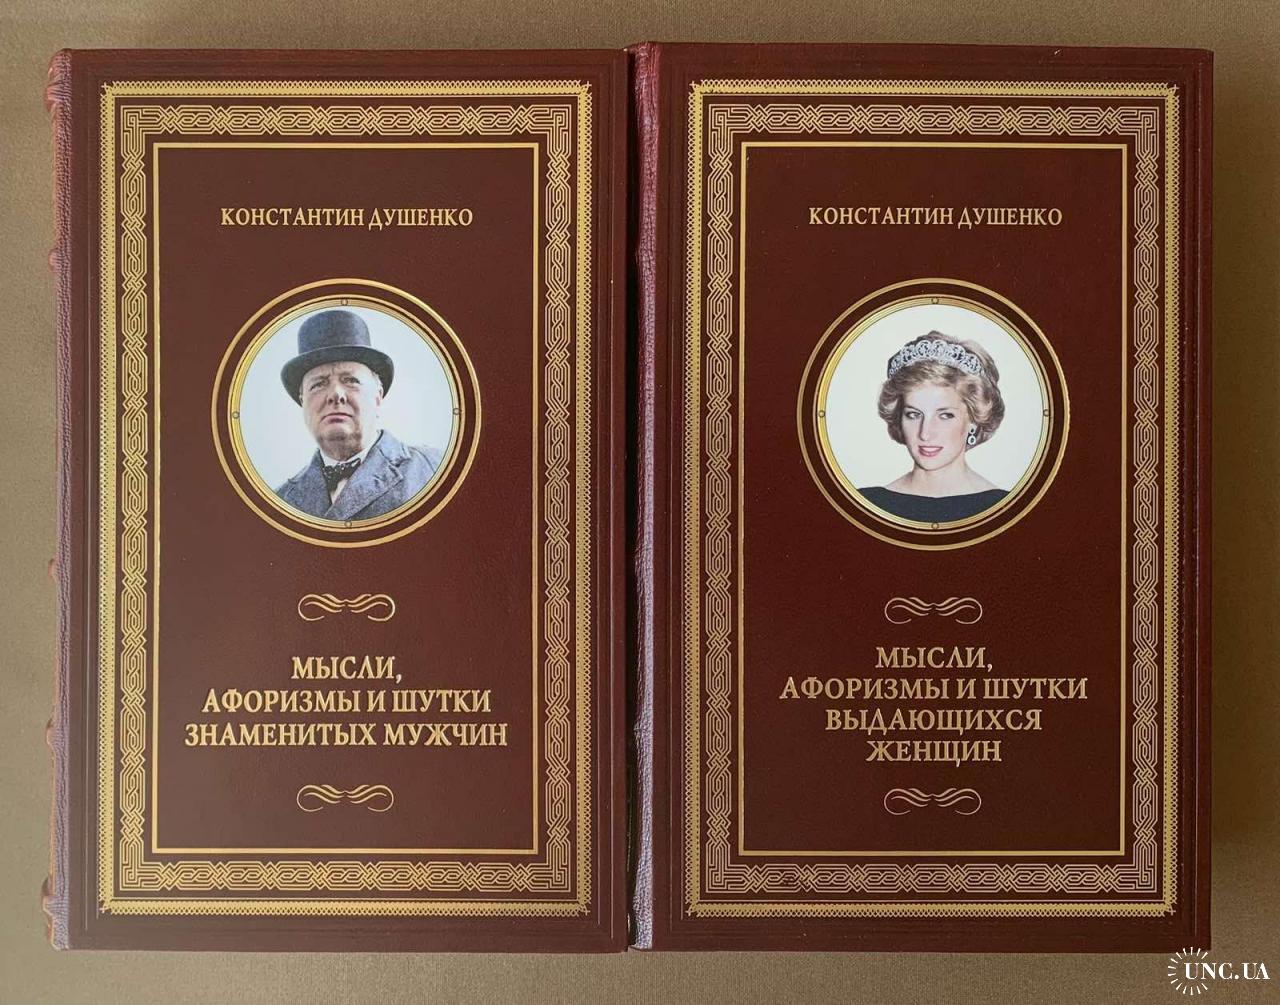 КОНСТАНТИН ДУШЕНКО
МЫСЛИ,
АФОРИЗМЫ И ШУТКИ
ЗНАМЕНИТЫХ МУЖЧИН
КОНСТАНТИН ДУШЕНКО
МЫСЛИ,
АФОРИЗМЫ И ШУТКИ
ВЫДАЮЩИХСЯ
ЖЕНЩИН
UNC.UA